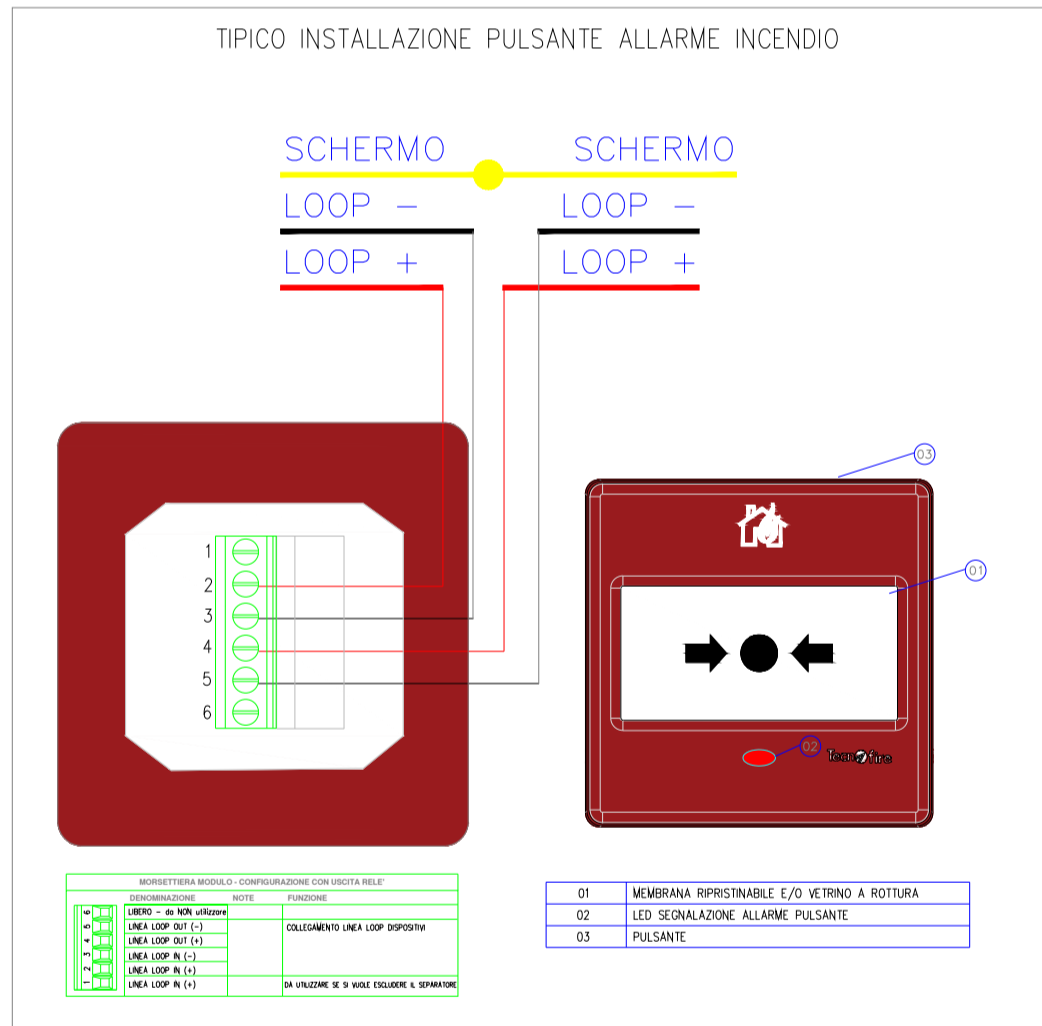 TIPICO INSTALLAZIONE PULSANTE ALLARME INCENDIO
SCHERMO SCHERMO
LOOP - LOOP -
LOOP + LOOP +
03
01
1
2
3
4
5
6
02 Tecnofire
MORSETTIERA MODULO - CONFIGURAZIONE CON USCITA RELE'
DENOMINAZIONE NOTE FUNZIONE
6 LIBERO - da NON utilizzare
5 LINEA LOOP OUT (-) COLLEGAMENTO LINEA LOOP DISPOSITIVI
4 LINEA LOOP OUT (+)
3 LINEA LOOP IN (-)
2 LINEA LOOP IN (+)
1 LINEA LOOP IN (+) DA UTILIZZARE SE SI VUOLE ESCLUDERE IL SEPARATORE
01 MEMBRANA RIPRISTINABILE E/O VETRINO A ROTTURA
02 LED SEGNALAZIONE ALLARME PULSANTE
03 PULSANTE